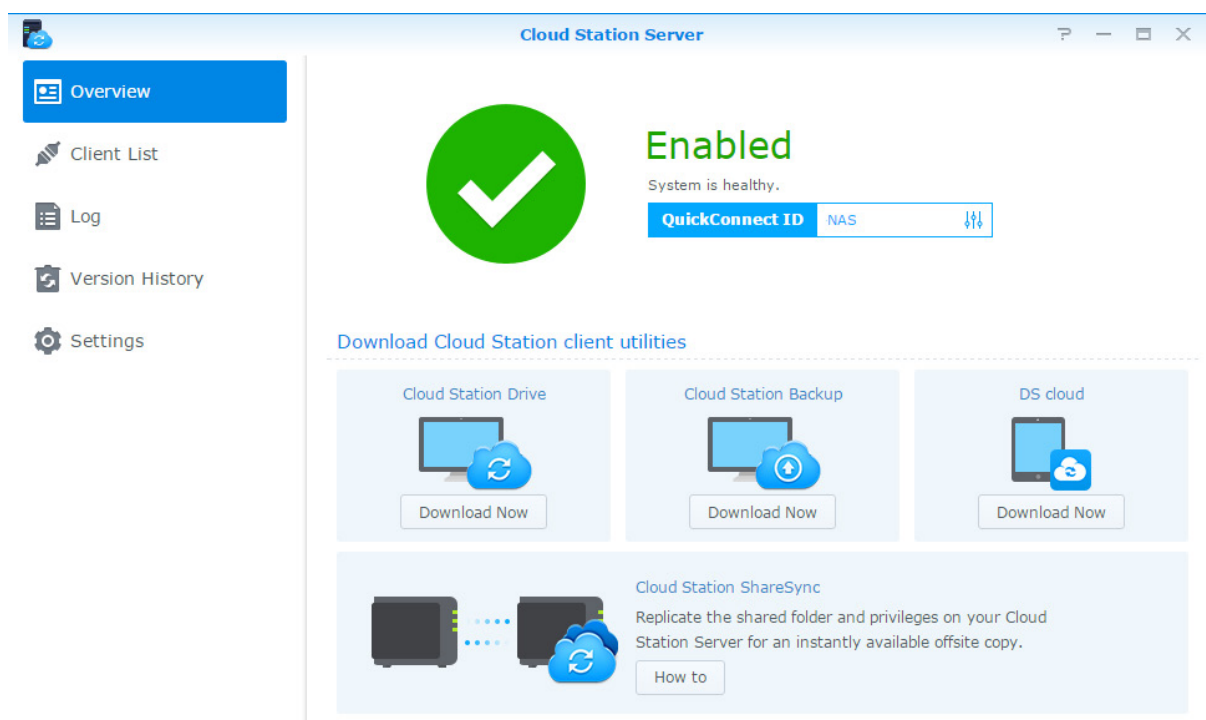 Cloud Station Server
Overview
Client List
Log
Version History
Settings
Enabled
System is healthy.
QuickConnect ID NAS
Download Cloud Station client utilities
Cloud Station Drive
Download Now
Cloud Station Backup
Download Now
DS cloud
Download Now
Cloud Station ShareSync
Replicate the shared folder and privileges on your Cloud
Station Server for an instantly available offsite copy.
How to